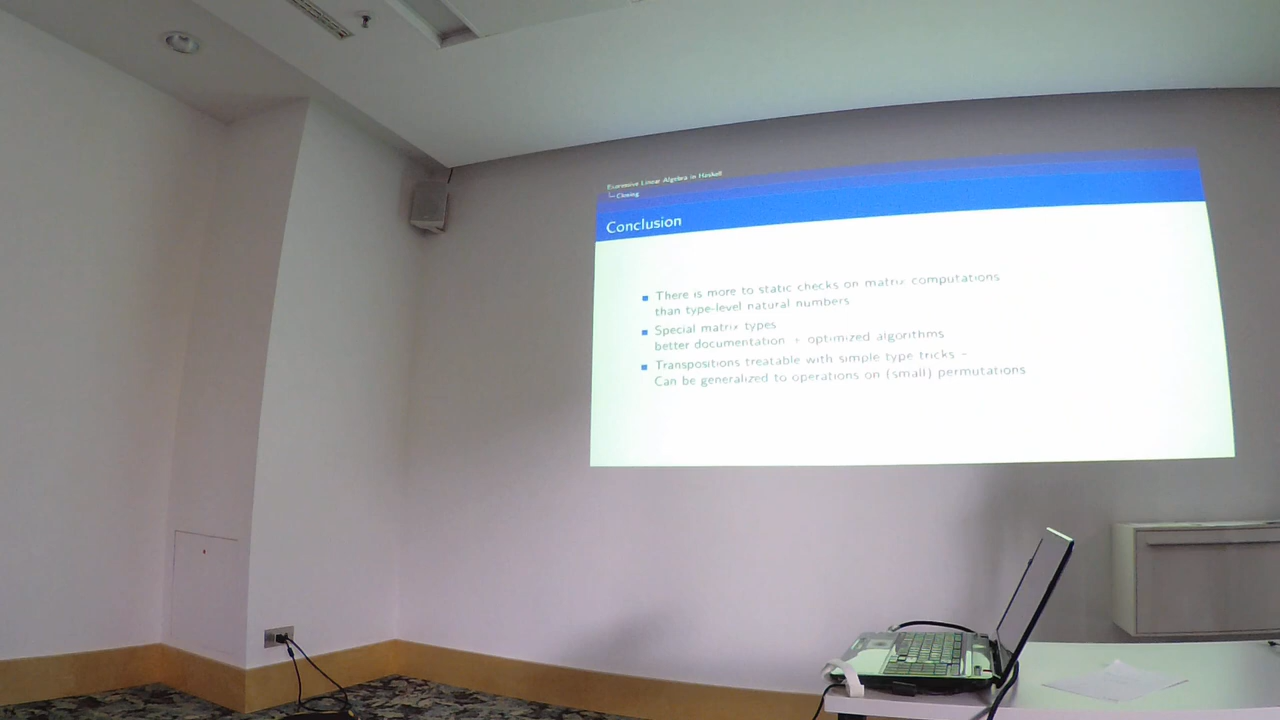 Expressive Linear Algebra in Haskell
Closing
Conclusion
There is more to static checks on matrix computations
than type-level natural numbers
Special matrix types
better documentation + optimized algorithms
Transpositions treatable with simple type tricks –
Can be generalized to operations on (small) permutations